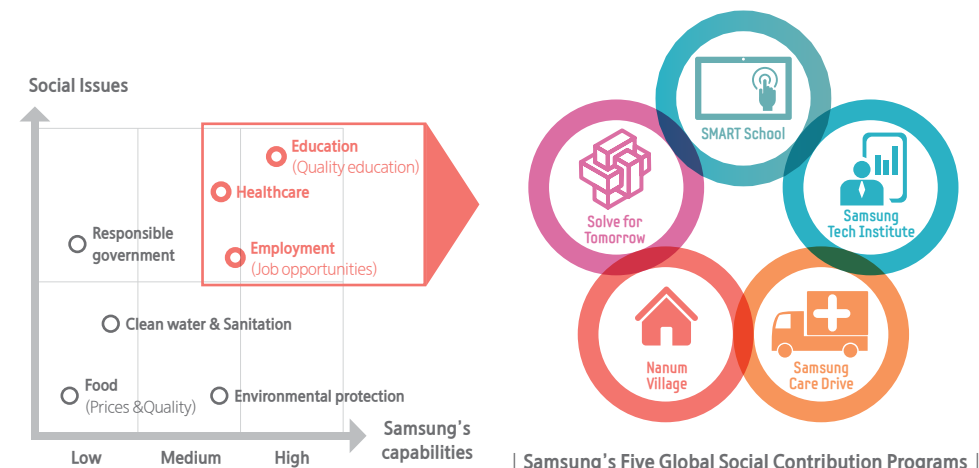 Social Issues
Education
(Quality education)
Healthcare
Responsible
government
Employment
(Job opportunities)
Clean water & Sanitation
Food
(Prices &Quality)
Environmental protection
Samsung's
capabilities
Low
Medium
High
SMART School
Solve for
Tomorrow
Samsung
Tech Institute
Nanum
Village
Samsung
Care Drive
| Samsung's Five Global Social Contribution Programs |